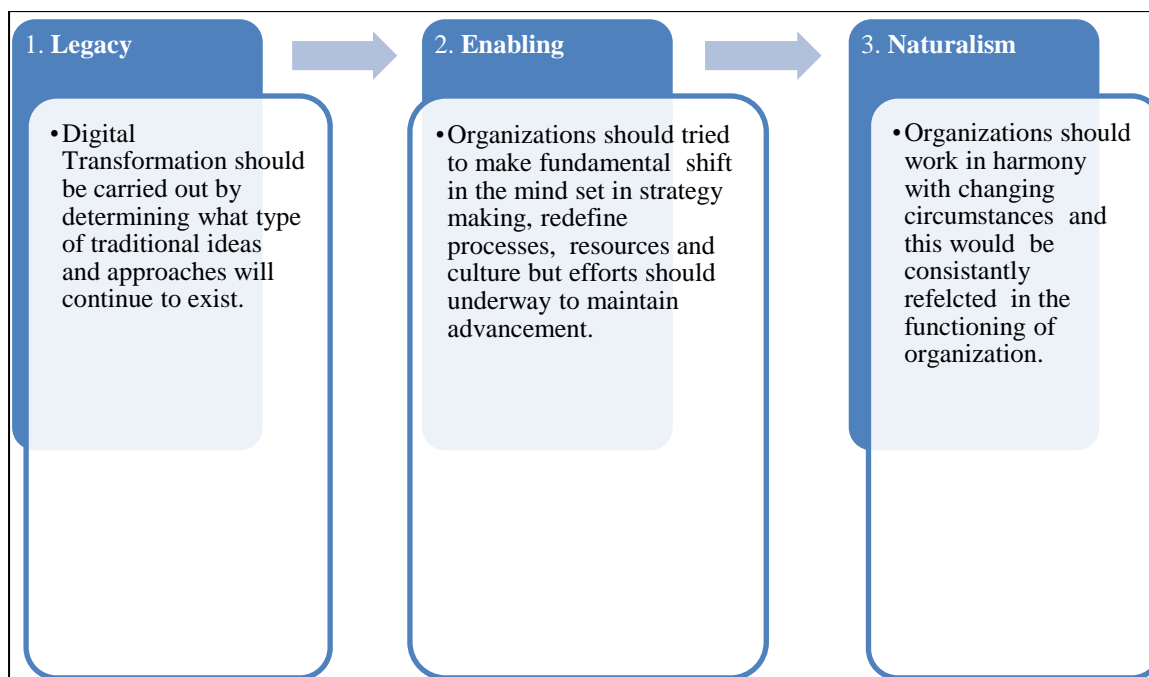 1. Legacy
•Digital
Transformation should
be carried out by
determining what type
of traditional ideas
and approaches will
continue to exist.
2. Enabling
•Organizations should tried
to make fundamental shift
in the mind set in strategy
making, redefine
processes, resources and
culture but efforts should
underway to maintain
advancement.
3. Naturalism
•Organizations should
work in harmony
with changing
circumstances and
this would be
consistantly
refelcted in the
functioning of
organization.